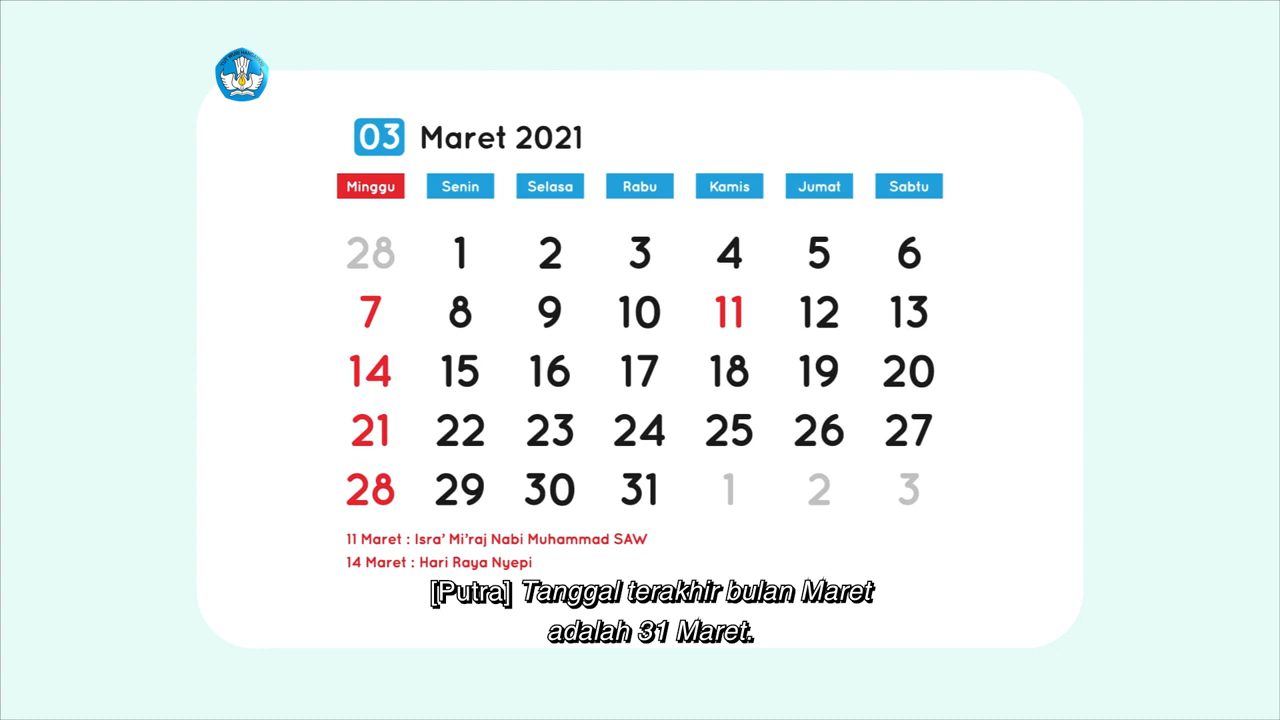 03 Maret 2021
Minggu Senin Selasa Rabu Kamis Jumat Sabtu
28 1 2 3 4 5 6
7 8 9 10 11 12 13
14 15 16 17 18 19 20
21 22 23 24 25 26 27
28 29 30 31 1 2 3
11 Maret : Isra' Mi'raj Nabi Muhammad SAW
14 Maret : Hari Raya Nyepi
[Putra] Tanggal terakhir bulan Maret
adalah 31 Maret.